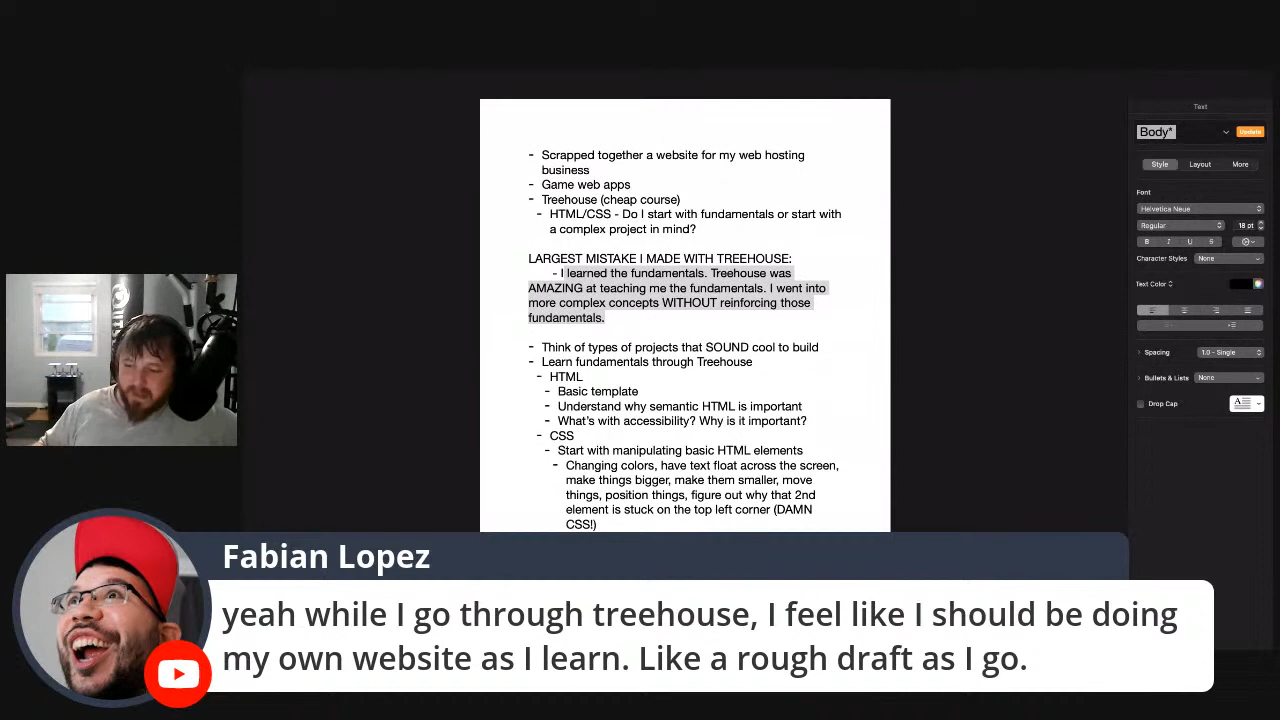 - Scrapped together a website for my web hosting
business
- Game web apps
- Treehouse (cheap course)
- HTML/CSS - Do I start with fundamentals or start with
a complex project in mind?
LARGEST MISTAKE I MADE WITH TREEHOUSE:
- I learned the fundamentals. Treehouse was
AMAZING at teaching me the fundamentals. I went into
more complex concepts WITHOUT reinforcing those
fundamentals.
- Think of types of projects that SOUND cool to build
- Learn fundamentals through Treehouse
- HTML
- Basic template
- Understand why semantic HTML is important
- What's with accessibility? Why is it important?
- CSS
- Start with manipulating basic HTML elements
- Changing colors, have text float across the screen,
make things bigger, make them smaller, move
things, position things, figure out why that 2nd
element is stuck on the top left corner (DAMN
CSS!)
Text
Body*
Update
Style Layout More
Font
Helvetica Neue
Regular 18 pt
B I U S
Character Styles None
Text Color
Spacing 1.0 - Single
Bullets & Lists None
Drop Cap
Fabian Lopez
yeah while I go through treehouse, I feel like I should be doing
my own website as I learn. Like a rough draft as I go.